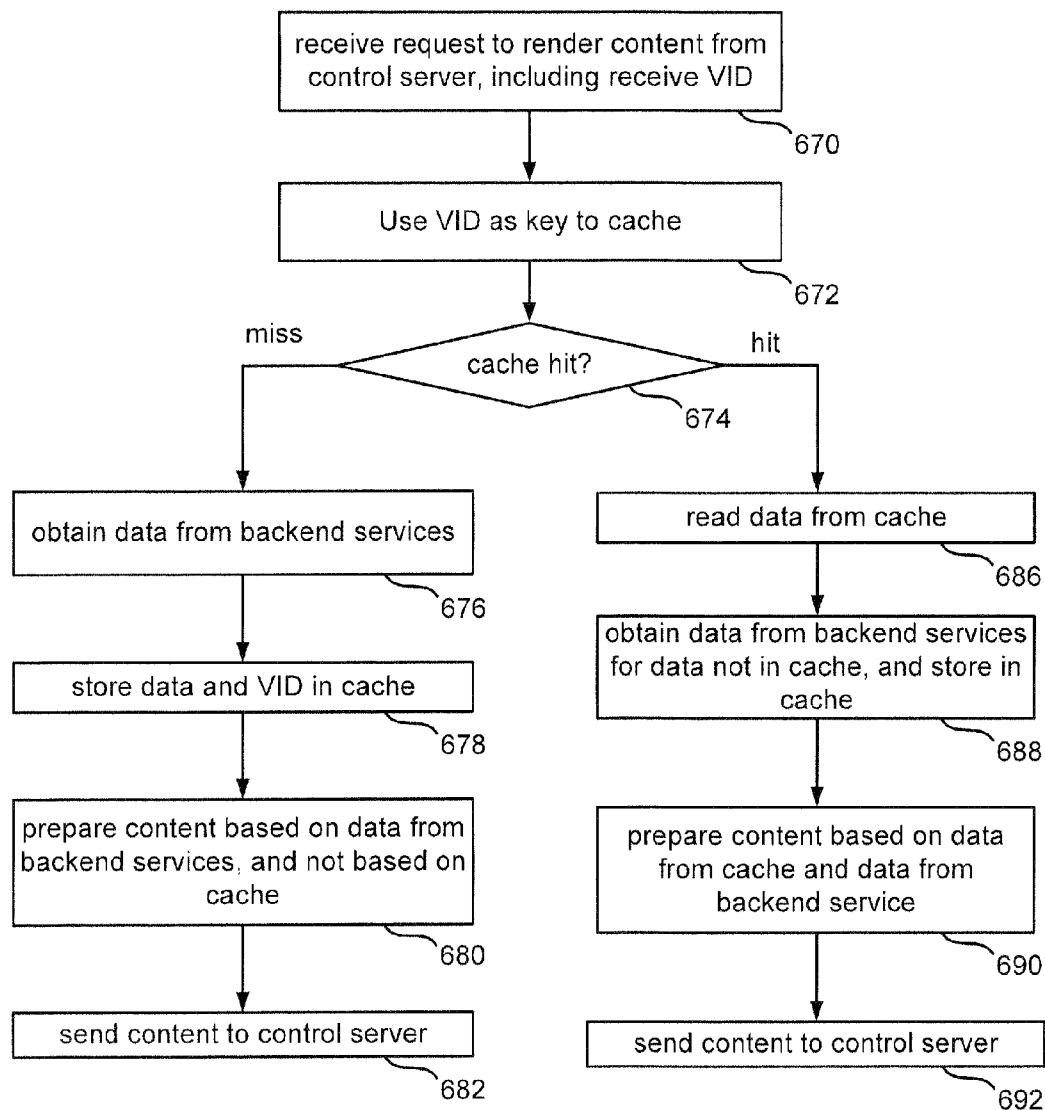 receive request to render content from
control server, including receive VID
670
Use VID as key to cache
672
miss
hit
cache hit?
674
obtain data from backend services
676
store data and VID in cache
678
prepare content based on data from
backend services, and not based on
cache
680
send content to control server
682
read data from cache
686
obtain data from backend services
for data not in cache, and store in
cache
688
prepare content based on data
from cache and data from
backend service
690
send content to control server
692